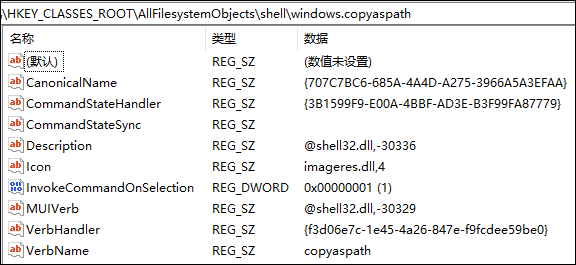 \HKEY_CLASSES_ROOT\AllFilesystemObjects\shell\windows.copyaspath
名称 类型 数据
(默认) REG_SZ (数值未设置)
CanonicalName REG_SZ {707C7BC6-685A-4A4D-A275-3966A5A3EFAA}
CommandStateHandler REG_SZ {3B1599F9-E00A-4BBF-AD3E-B3F99FA87779}
CommandStateSync REG_SZ
Description REG_SZ @shell32.dll,-30336
Icon REG_SZ imageres.dll,4
InvokeCommandOnSelection REG_DWORD 0x00000001 (1)
MUIVerb REG_SZ @shell32.dll,-30329
VerbHandler REG_SZ {f3d06e7c-1e45-4a26-847e-f9fcdee59be0}
VerbName REG_SZ copyaspath